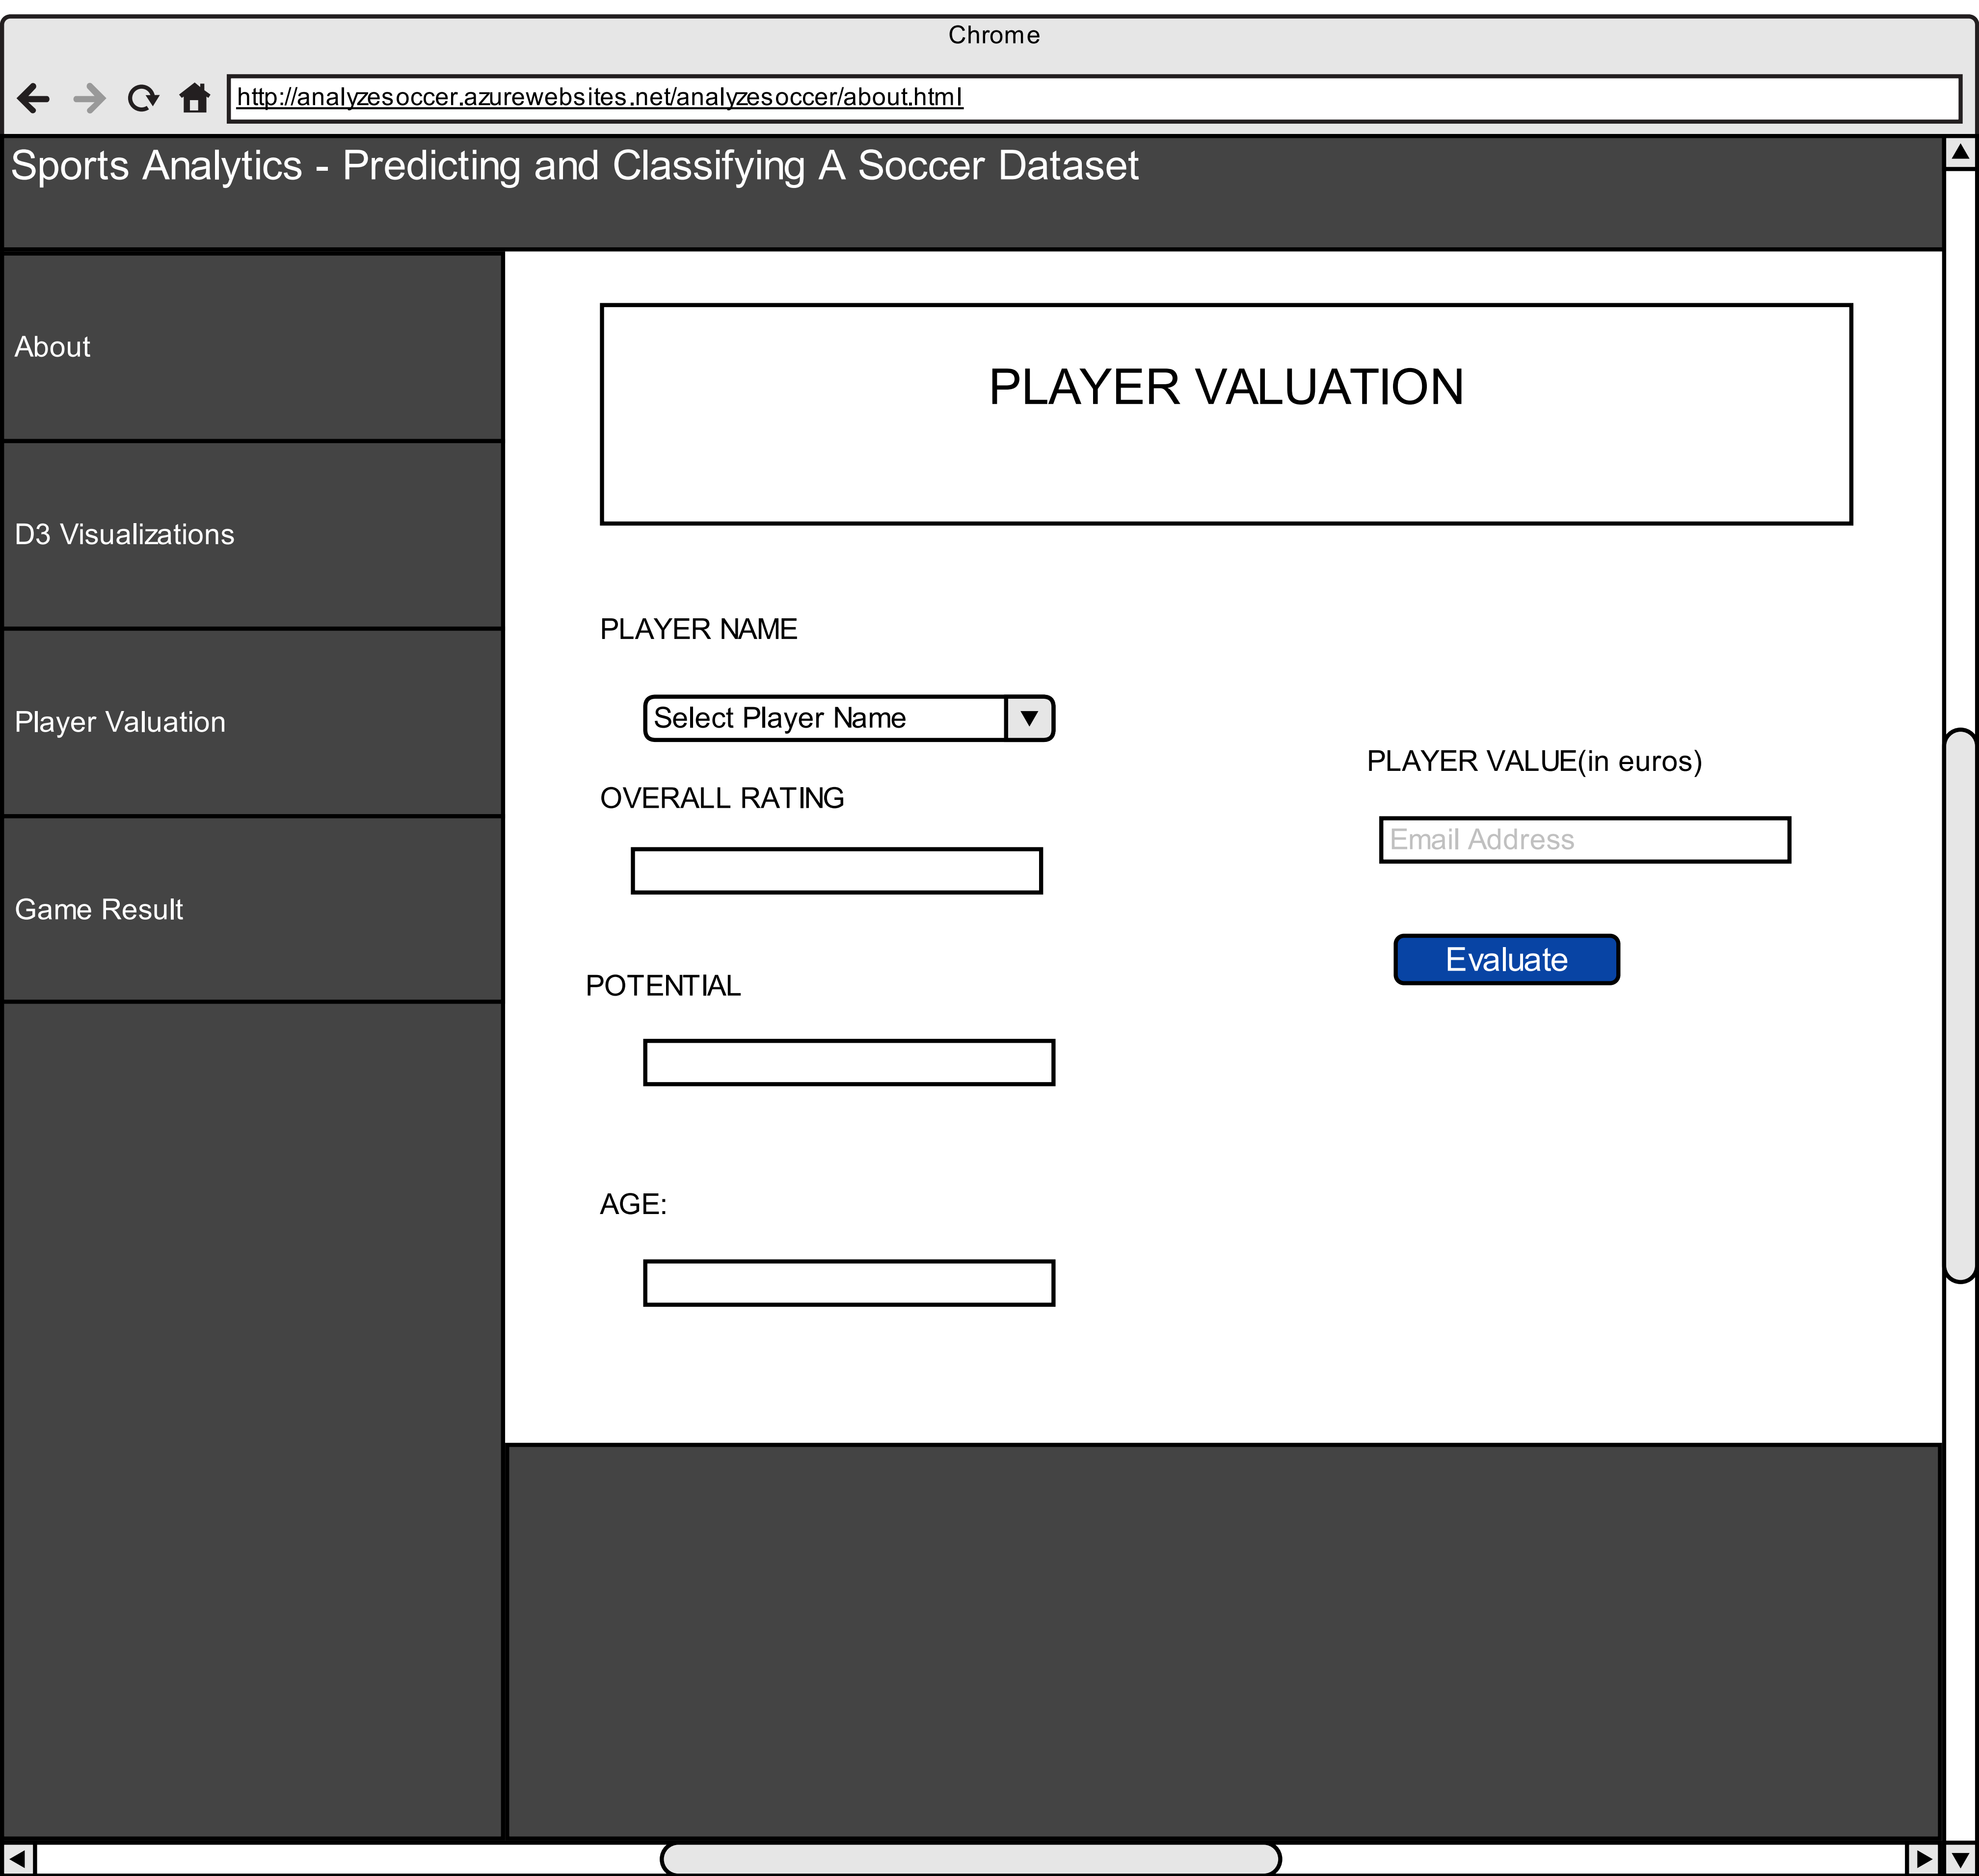 Chrome
http://analyzesoccer.azurewebsites.net/analyzesoccer/about.html
Sports Analytics - Predicting and Classifying A Soccer Dataset
About
D3 Visualizations
Player Valuation
Game Result
PLAYER VALUATION
PLAYER NAME
Select Player Name
OVERALL RATING
POTENTIAL
AGE:
PLAYER VALUE(in euros)
Email Address
Evaluate